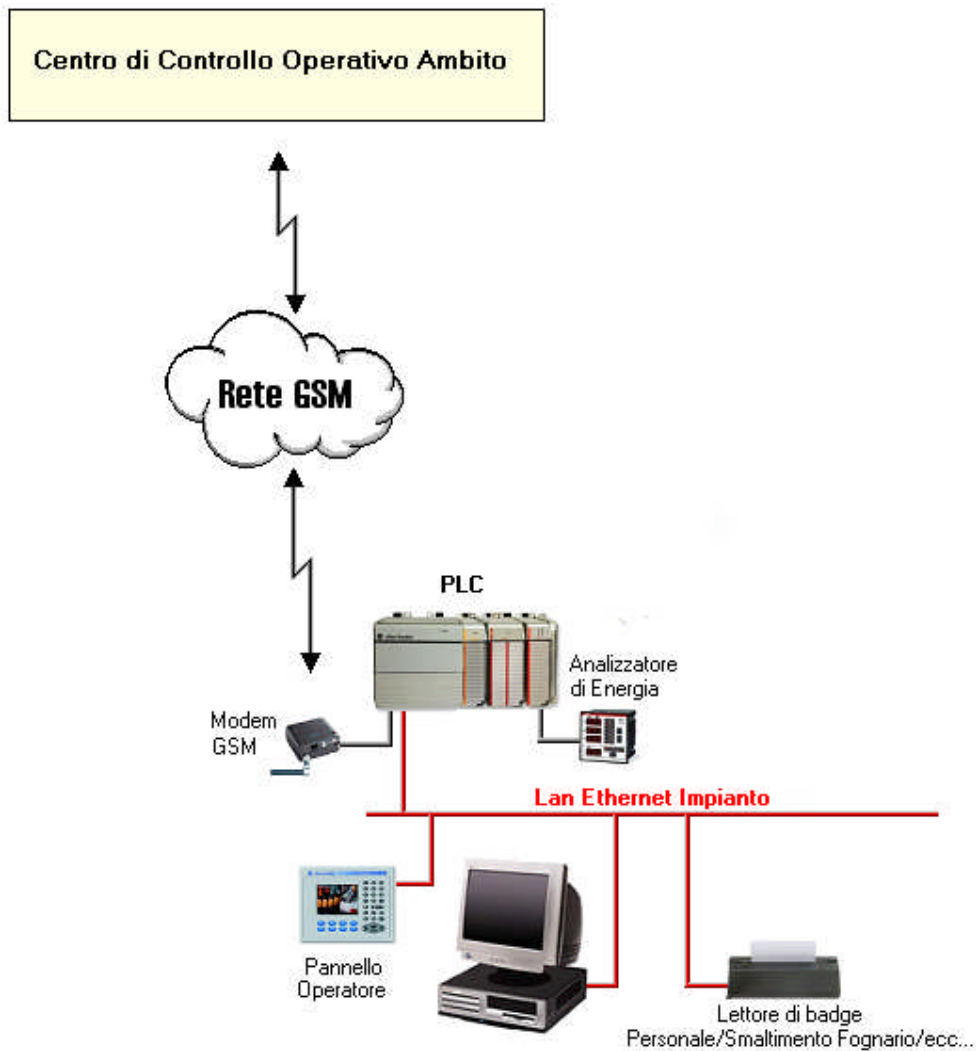 Centro di Controllo Operativo Ambito
Rete GSM
PLC
Analizzatore
di Energia
Modem
GSM
Lan Ethernet Impianto
Pannello
Operatore
Lettore di badge
Personale/Smaltimento Fognario/ecc...